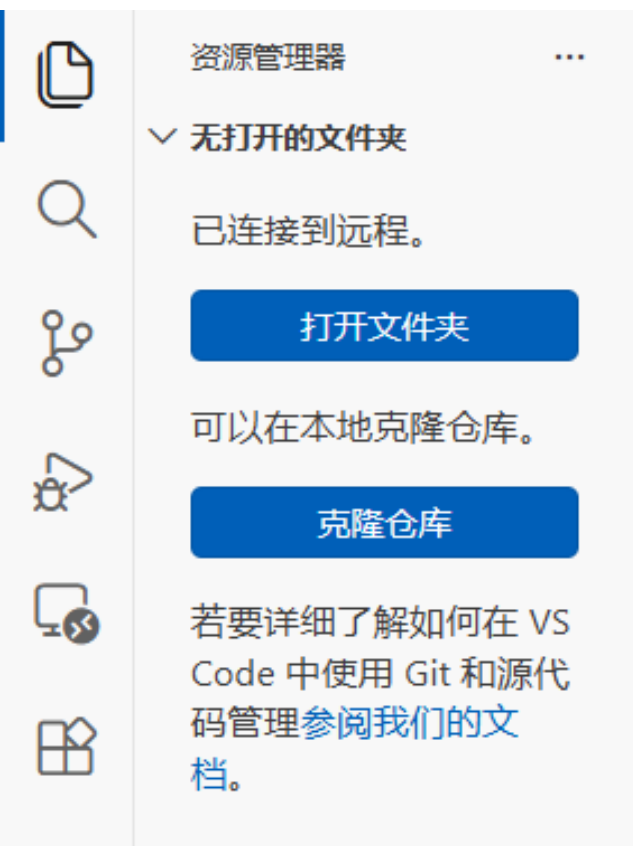 资源管理器
无打开的文件夹
已连接到远程。
打开文件夹
可以在本地克隆仓库。
克隆仓库
若要详细了解如何在 VS
Code 中使用 Git 和源代
码管理参阅我们的文
档。